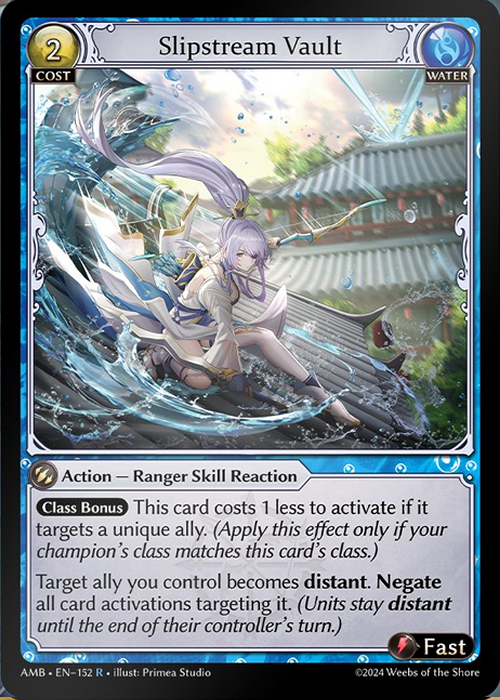 2
Slipstream Vault
COST
WATER
Action — Ranger Skill Reaction
Class Bonus This card costs 1 less to activate if it
targets a unique ally. (Apply this effect only if your
champion's class matches this card's class.)
Target ally you control becomes distant. Negate
all card activations targeting it. (Units stay distant
until the end of their controller's turn.)
Fast
AMB • EN-152 R • illust: Primea Studio
©2024 Weebs of the Shore